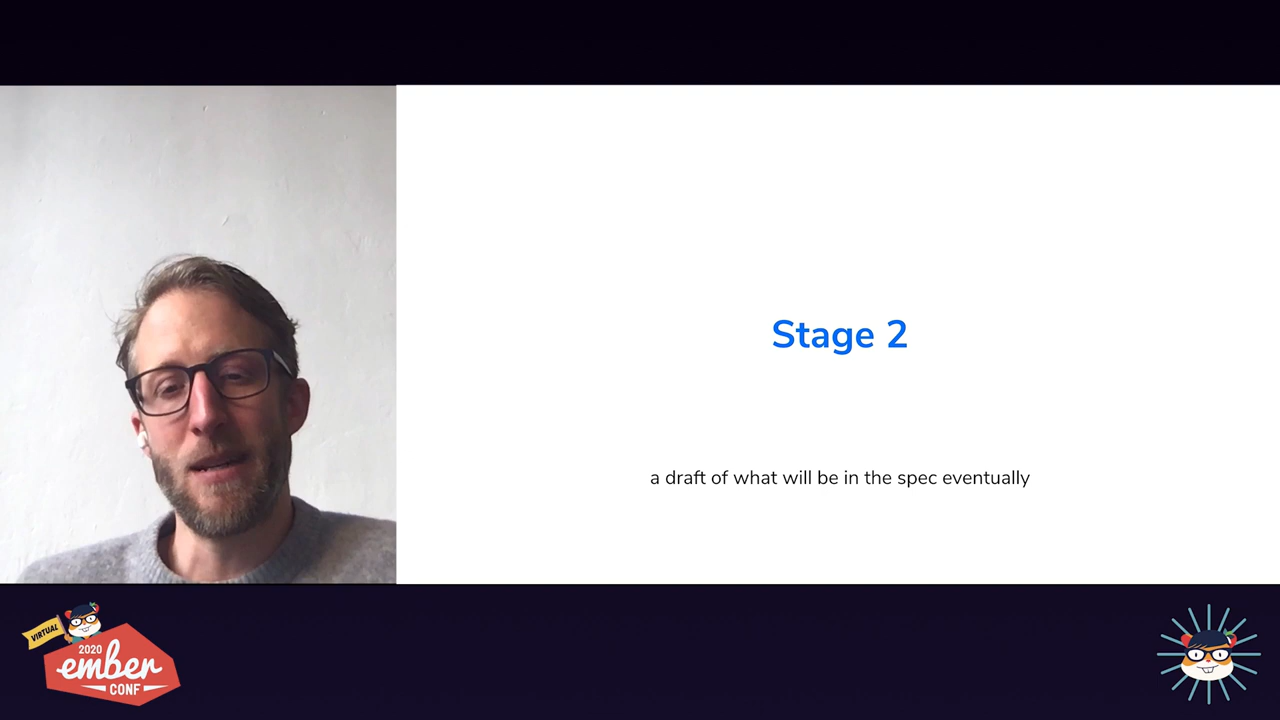 Stage 2
a draft of what will be in the spec eventually
VIRTUAL
2020
ember
CONF